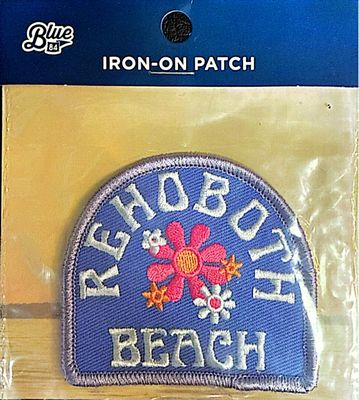 Blue
84
IRON-ON PATCH
REHOBOTH
BEACH